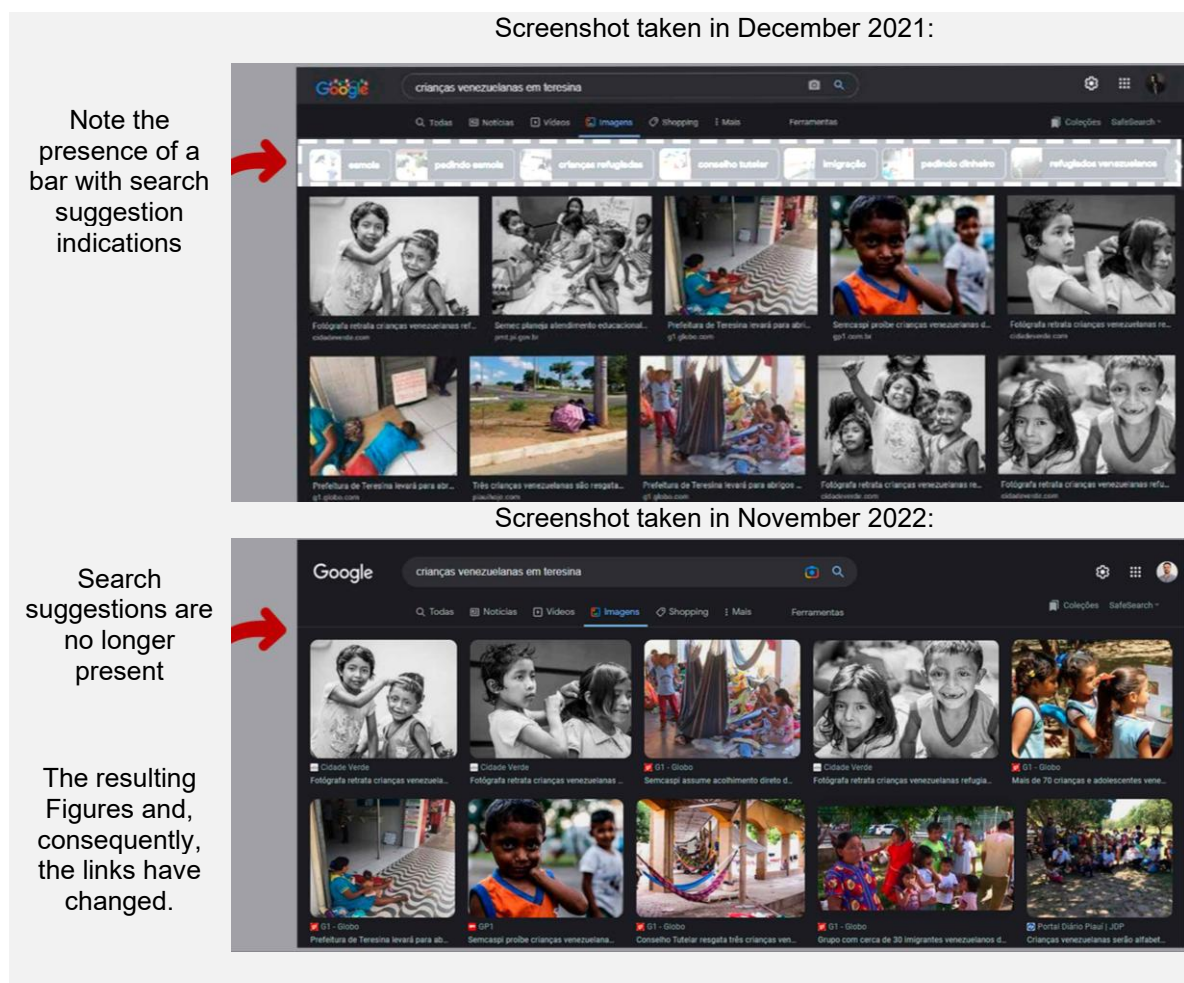 Screenshot taken in December 2021:
Note the
presence of a
bar with search
suggestion
indications
Google
crianças venezuelanas em teresina
Todas Notícias Vídeos Imagens Shopping Mais Ferramentas Coleções SafeSearch
esmola pedindo esmola crianças refugiadas conselho tutelar imigração pedindo dinheiro refugiados venezuelanos
Fotógrafa retrata crianças venezuelanas ref...
cidadeverde.com
Semec planeja atendimento educacional...
pmt.pi.gov.br
Prefeitura de Teresina levará para abri...
g1.globo.com
Semcaspi proíbe crianças venezuelanas d...
gp1.com.br
Fotógrafa retrata crianças venezuelanas re...
cidadeverde.com
Prefeitura de Teresina levará para abr...
g1.globo.com
Três crianças venezuelanas são resgata...
piauihoje.com
Prefeitura de Teresina levará para abrigos ...
g1.globo.com
Fotógrafa retrata crianças venezuelanas re...
cidadeverde.com
Fotógrafa retrata crianças venezuelanas refu...
cidadeverde.com
Screenshot taken in November 2022:
Search
suggestions are
no longer
present
The resulting
Figures and,
consequently,
the links have
changed.
Google
crianças venezuelanas em teresina
Todas Notícias Vídeos Imagens Shopping Mais Ferramentas Coleções SafeSearch
Cidade Verde
Fotógrafa retrata crianças venezuela...
Cidade Verde
Fotógrafa retrata crianças venezuelanas ...
G1 - Globo
Semcaspi assume acolhimento direto d...
Cidade Verde
Fotógrafa retrata crianças venezuelanas refugia...
G1 - Globo
Mais de 70 crianças e adolescentes vene...
G1 - Globo
Prefeitura de Teresina levará para ab...
GP1
Semcaspi proíbe crianças venezuelana...
G1 - Globo
Conselho Tutelar resgata três crianças ven...
G1 - Globo
Grupo com cerca de 30 imigrantes venezuelanos d...
Portal Diário Piauí | JDP
Crianças venezuelanas serão alfabet...